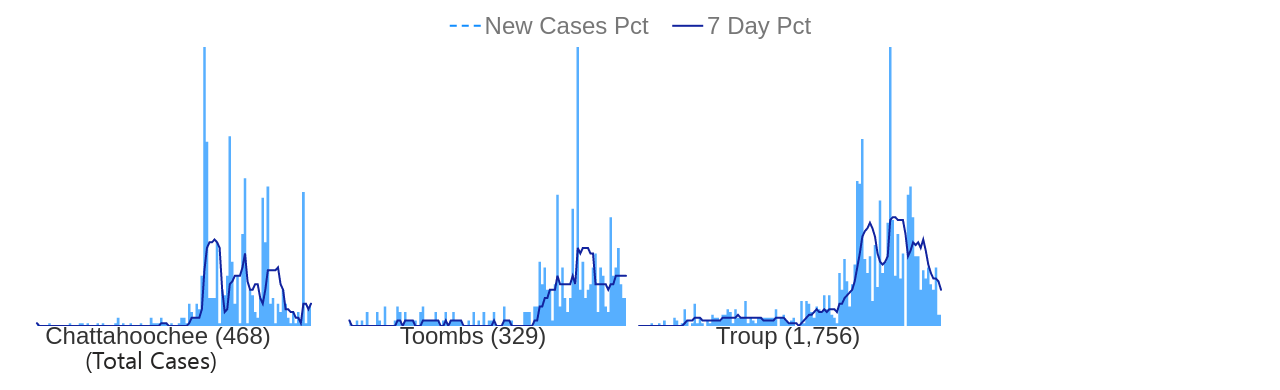 New Cases Pct 7 Day Pct
Chattahoochee (468) Toombs (329) Troup (1,756)
(Total Cases)